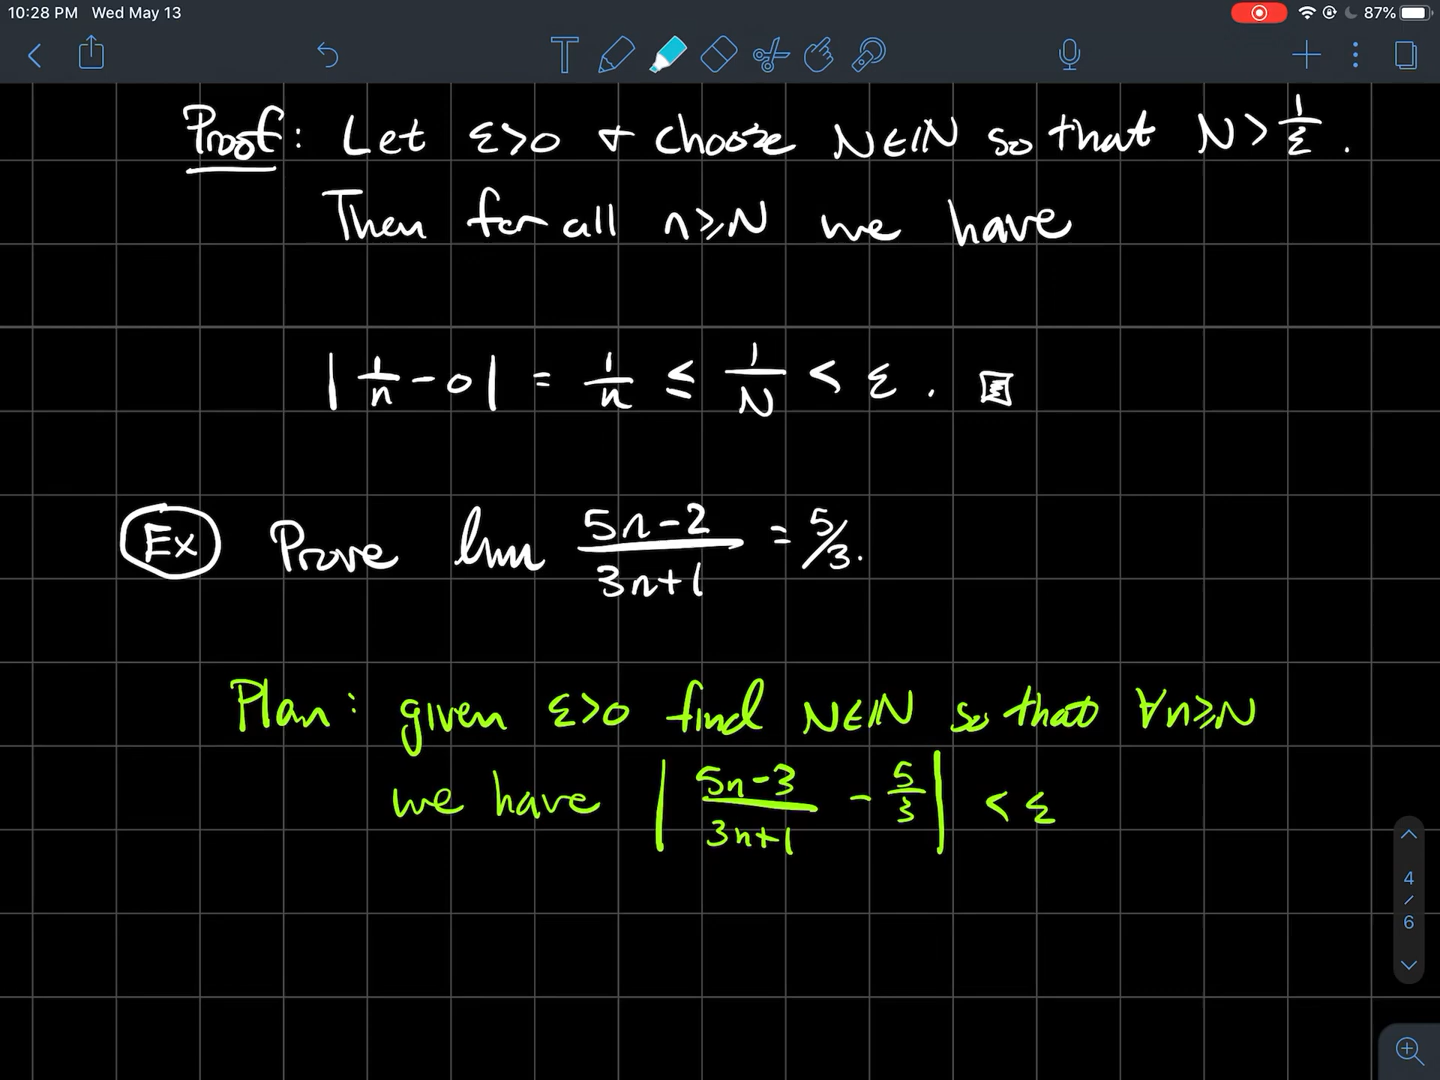 10:28 PM Wed May 13
87%
Proof: Let ε>0 + choose N∈ℕ so that N > 1/ε .
Then for all n≥N we have
| 1/n - 0 | = 1/n ≤ 1/N < ε .
Ex Prove lim (5n-2)/(3n+1) = 5/3.
Plan: given ε>0 find N∈ℕ so that ∀n≥N
we have | (5n-3)/(3n+1) - 5/3 | < ε
4
/
6